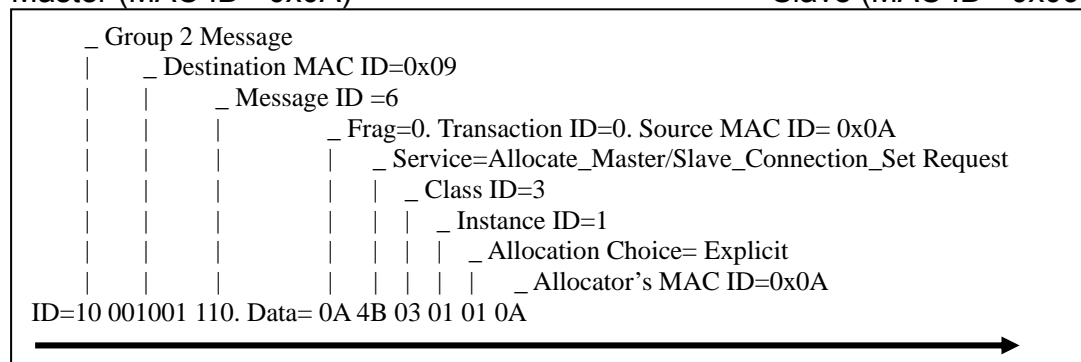 Master (MAC ID = 0x0A) Slave (MAC ID =
_ Group 2 Message
| _ Destination MAC ID=0x09
| | _ Message ID =6
| | | _ Frag=0. Transaction ID=0. Source MAC ID= 0x0A
| | | | _ Service=Allocate_Master/Slave_Connection_Set Request
| | | | | _ Class ID=3
| | | | | | _ Instance ID=1
| | | | | | | _ Allocation Choice= Explicit
| | | | | | | | _ Allocator’s MAC ID=0x0A
ID=10 001001 110. Data= 0A 4B 03 01 01 0A